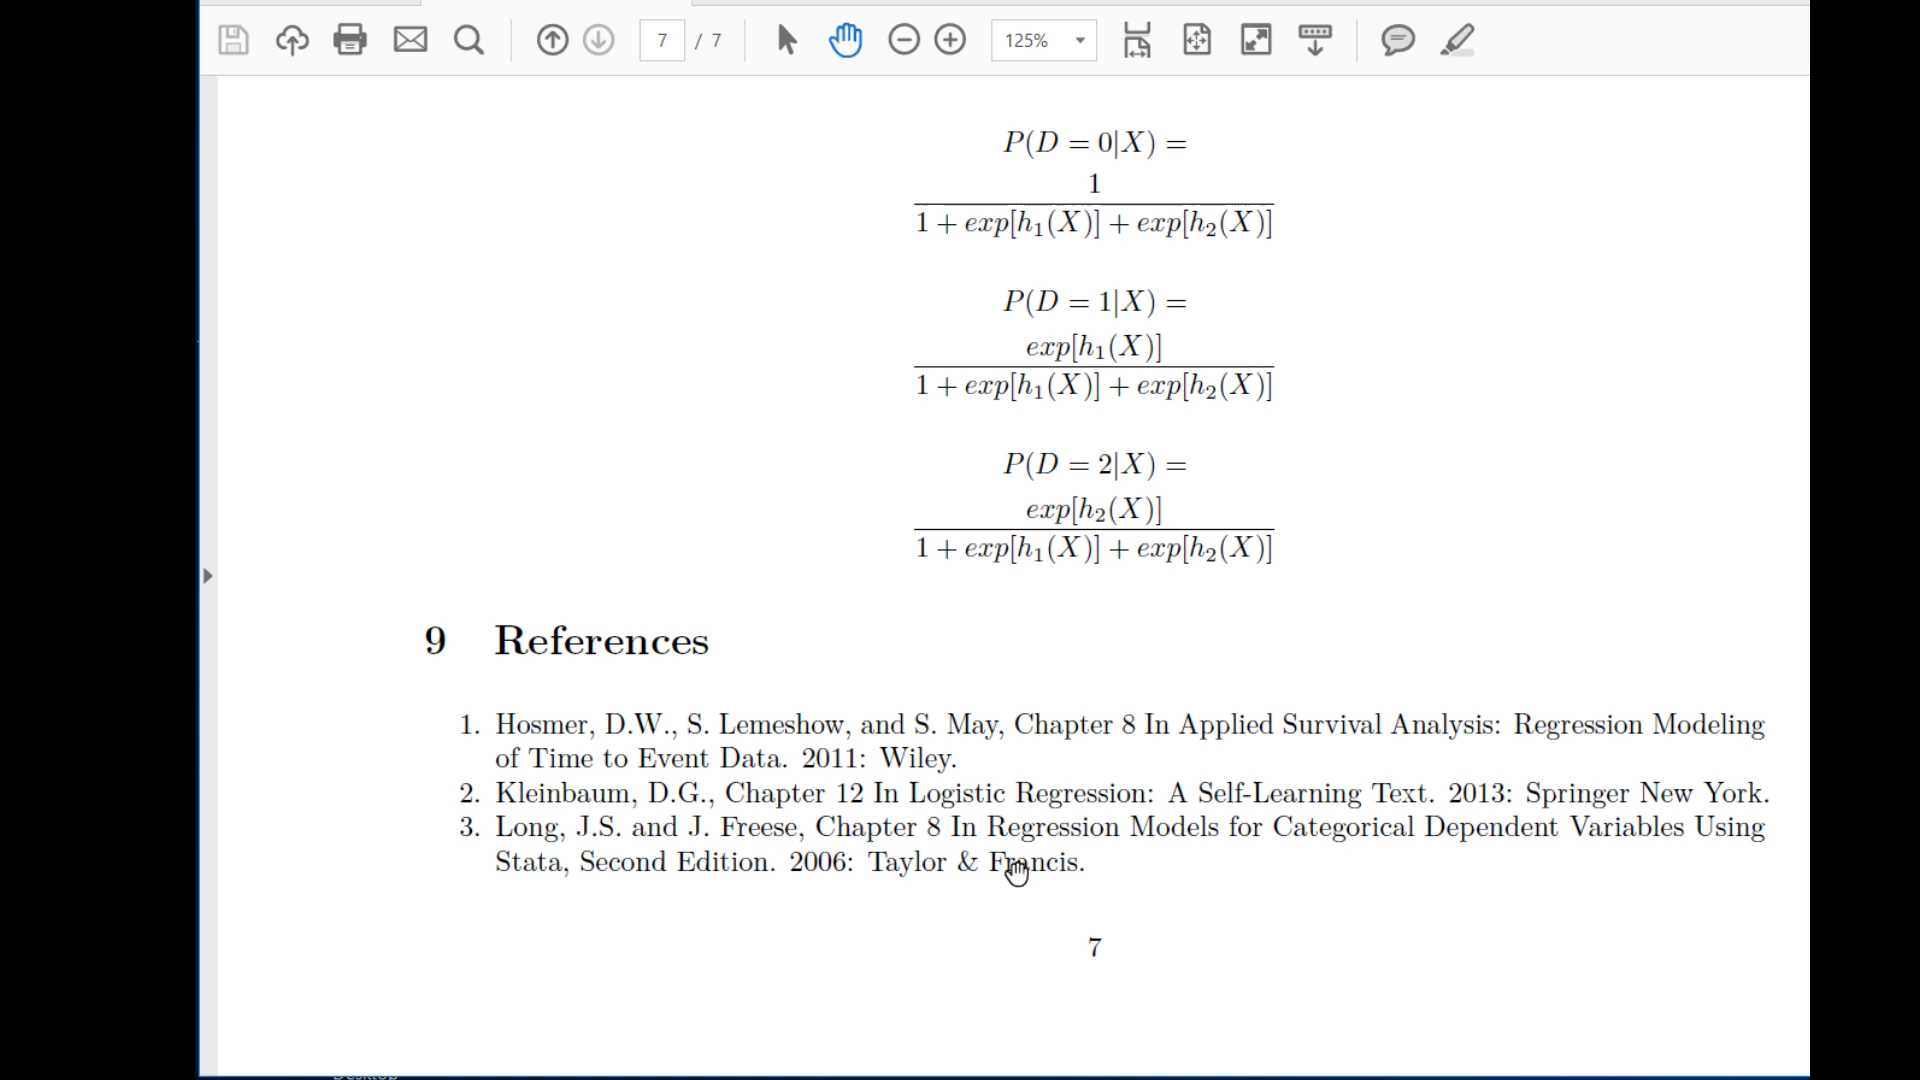 7 / 7 125%
P(D = 0|X) =
1
1 + exp[h₁(X)] + exp[h₂(X)]
P(D = 1|X) =
exp[h₁(X)]
1 + exp[h₁(X)] + exp[h₂(X)]
P(D = 2|X) =
exp[h₂(X)]
1 + exp[h₁(X)] + exp[h₂(X)]
9 References
1. Hosmer, D.W., S. Lemeshow, and S. May, Chapter 8 In Applied Survival Analysis: Regression Modeling
of Time to Event Data. 2011: Wiley.
2. Kleinbaum, D.G., Chapter 12 In Logistic Regression: A Self-Learning Text. 2013: Springer New York.
3. Long, J.S. and J. Freese, Chapter 8 In Regression Models for Categorical Dependent Variables Using
Stata, Second Edition. 2006: Taylor & Francis.
7